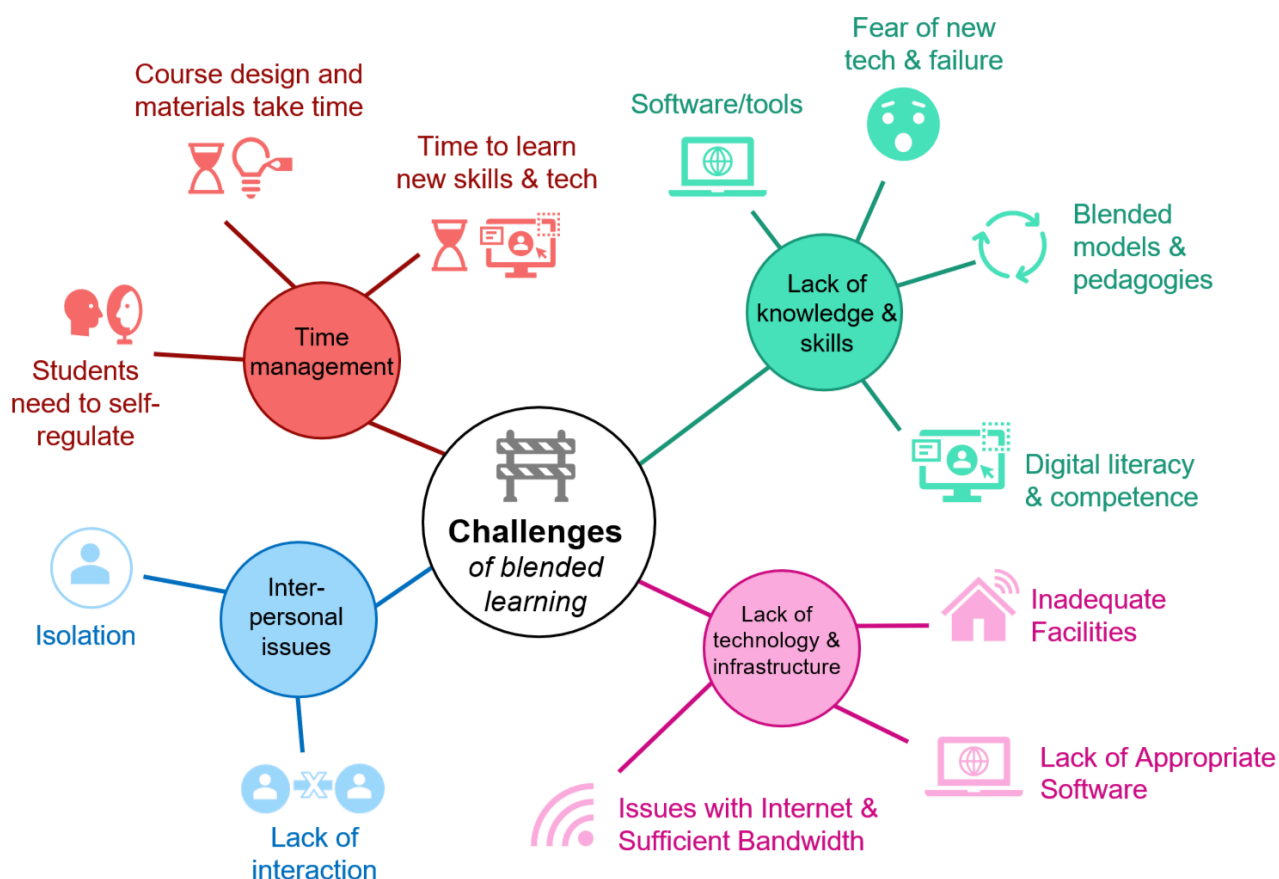 Challenges
of blended
learning
Time
management
Course design and
materials take time
Time to learn
new skills & tech
Students
need to self-
regulate
Lack of
knowledge &
skills
Software/tools
Fear of new
tech & failure
Blended
models &
pedagogies
Digital literacy
& competence
Inter-
personal
issues
Isolation
Lack of
interaction
Lack of
technology &
infrastructure
Inadequate
Facilities
Lack of Appropriate
Software
Issues with Internet &
Sufficient Bandwidth